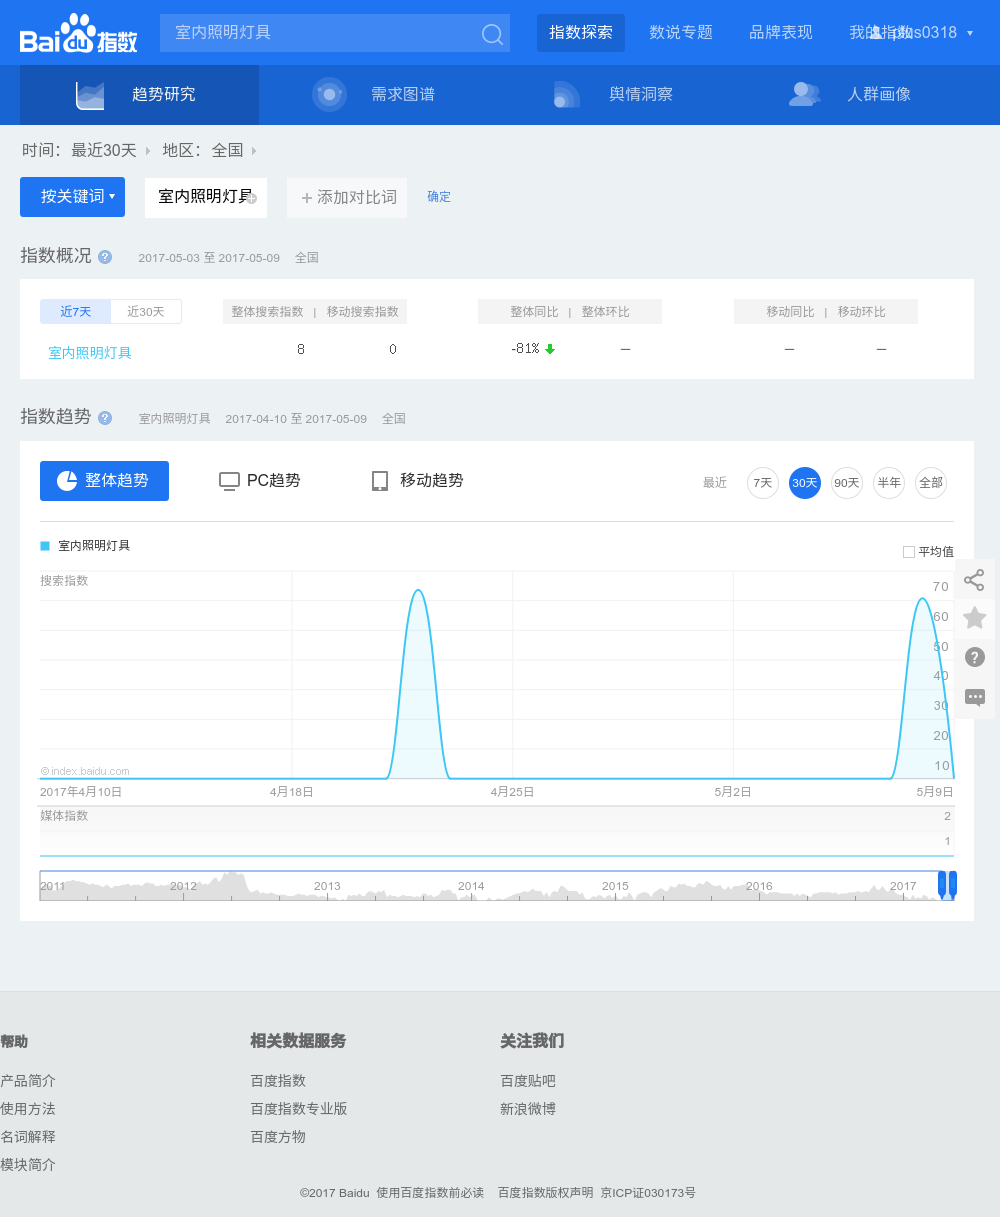 Bai du 指数
室内照明灯具
指数探索 数说专题 品牌表现 我的指数 0318
趋势研究 需求图谱 舆情洞察 人群画像
时间: 最近30天 地区: 全国
按关键词 室内照明灯具 +添加对比词 确定
指数概况 ? 2017-05-03 至 2017-05-09 全国
近7天 近30天 整体搜索指数 | 移动搜索指数 整体同比 | 整体环比 移动同比 | 移动环比
室内照明灯具 8 0 -81% – – –
指数趋势 ? 室内照明灯具 2017-04-10 至 2017-05-09 全国
整体趋势 PC趋势 移动趋势 最近 7天 30天 90天 半年 全部
室内照明灯具
平均值
搜索指数
70
60
50
40
30
20
10
©index.baidu.com
2017年4月10日 4月18日 4月25日 5月2日 5月9日
媒体指数 2
1
2011 2012 2013 2014 2015 2016 2017
帮助 相关数据服务 关注我们
产品简介 百度指数 百度贴吧
使用方法 百度指数专业版 新浪微博
名词解释 百度方物
模块简介
©2017 Baidu 使用百度指数前必读 百度指数版权声明 京ICP证030173号